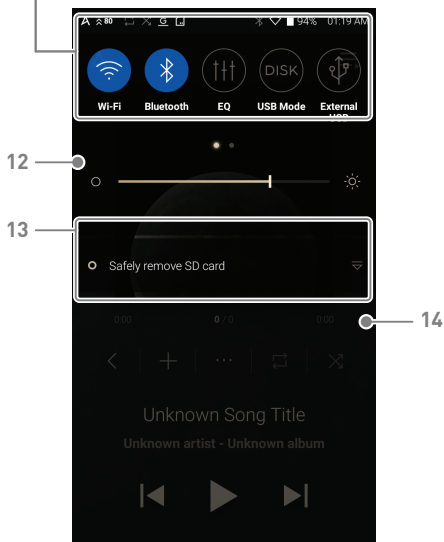 80 G 94% 01:19 AM
DISK
Wi-Fi Bluetooth EQ USB Mode External
USB
12
13
Safely remove SD card
14
0:00 0 / 0 0:00
Unknown Song Title
Unknown artist - Unknown album